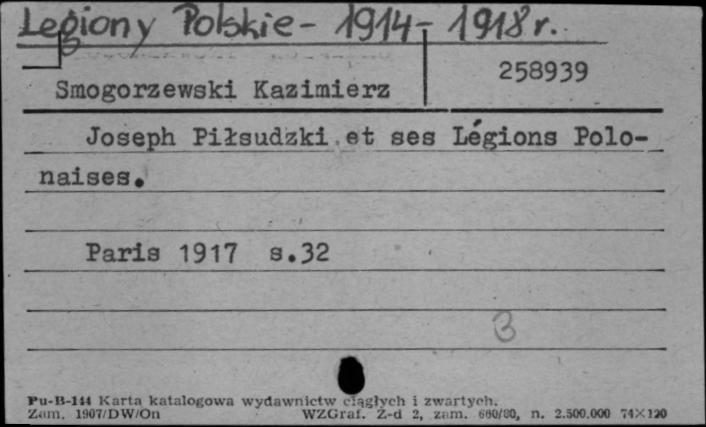 Legiony Polskie - 1914 - 1918 r.
258939
Smogorzewski Kazimierz
Joseph Piłsudzki et ses Légions Polo-
naises.
Paris 1917 s.32
3
Pu-B-144 Karta katalogowa wydawnictw ciągłych i zwartych.
Zam. 1907/DW/On WZGraf. Z-d 2, zam. 660/80, n. 2.500.000 74×120